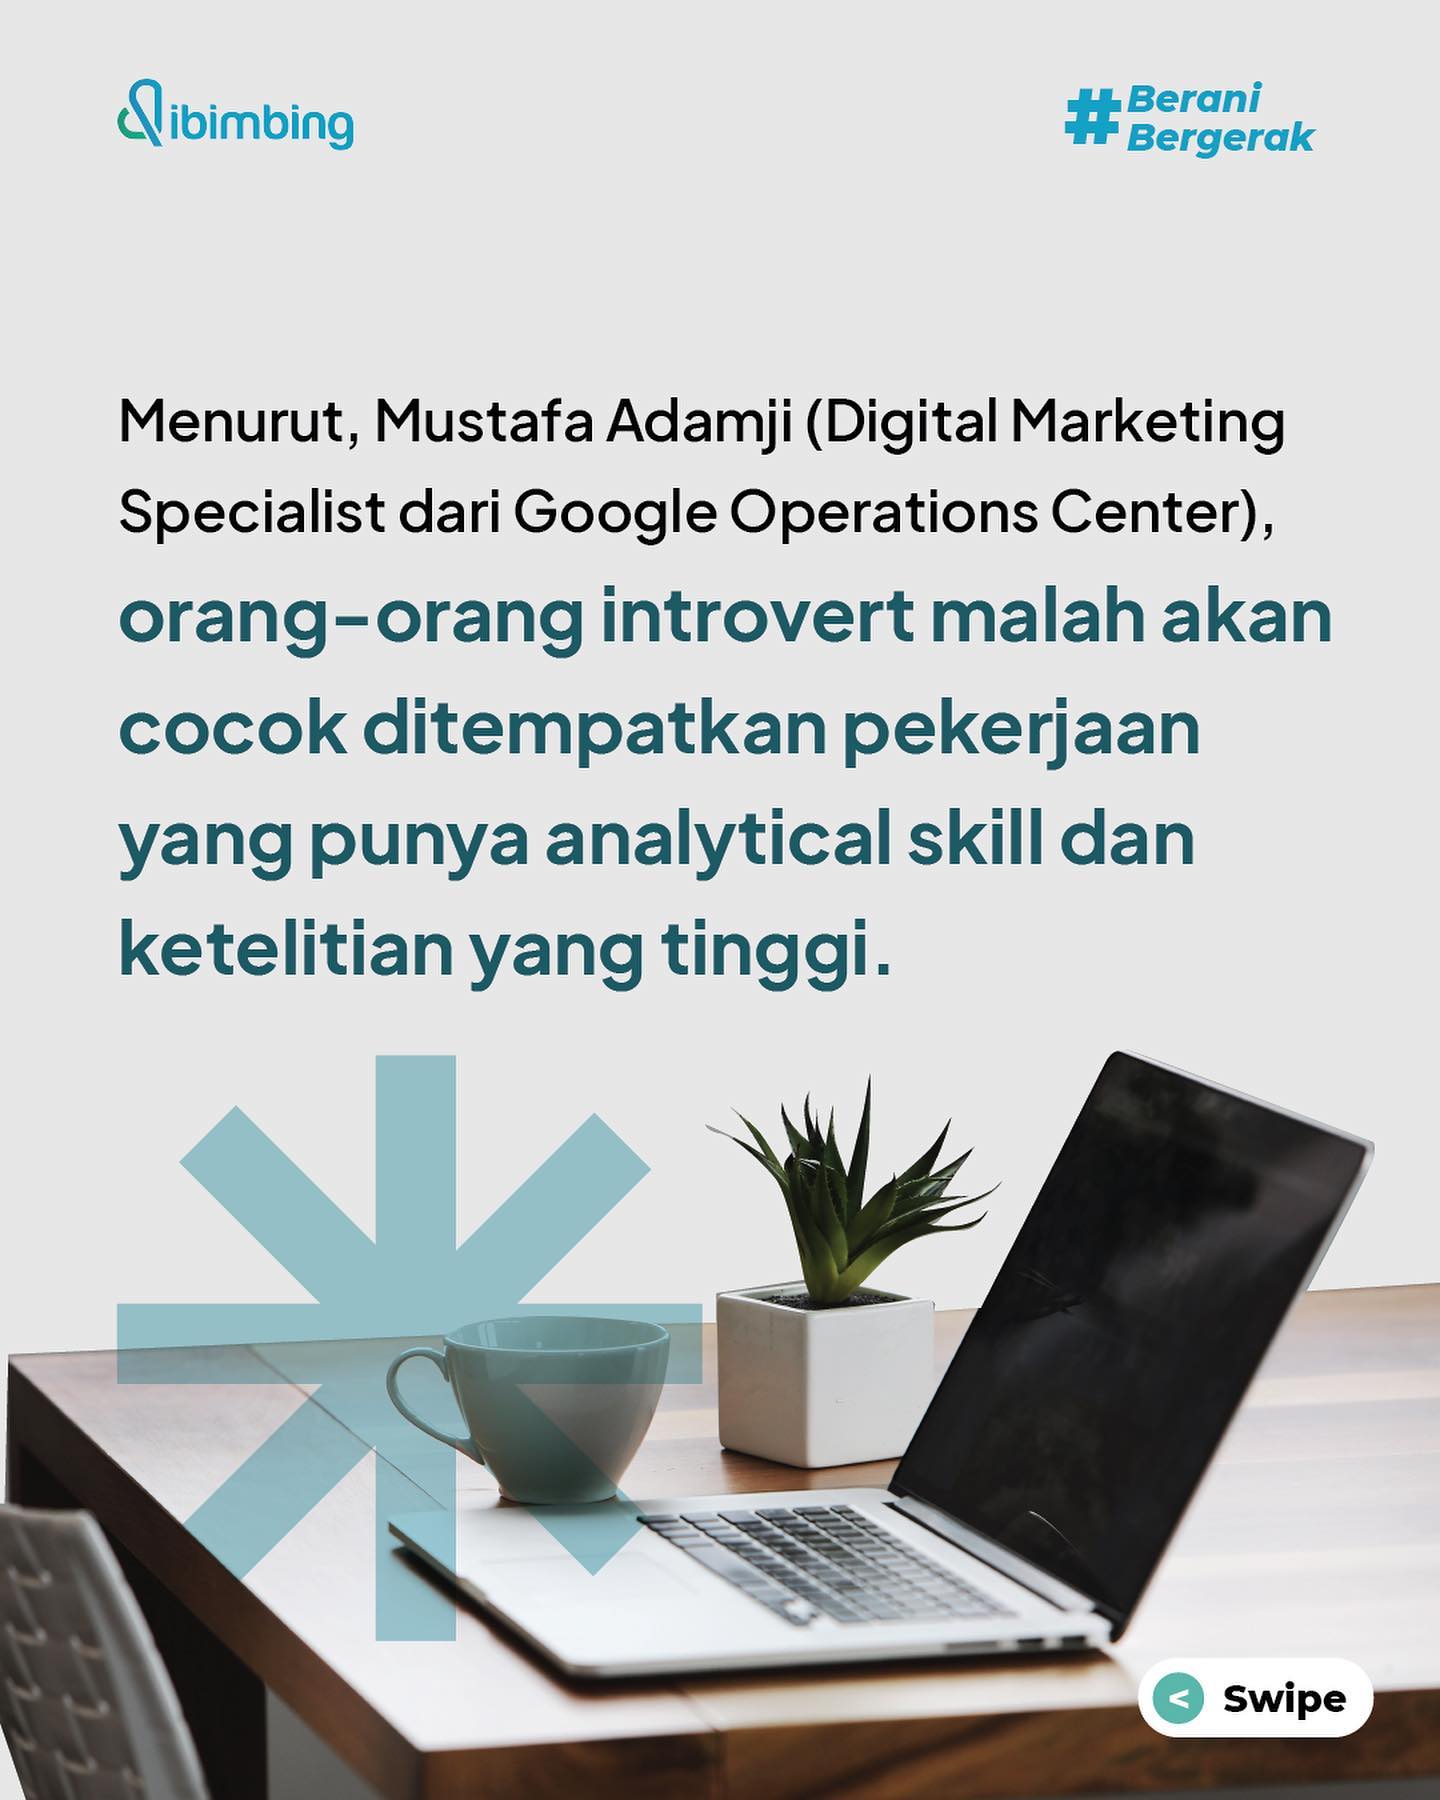 dibimbing
#Berani
Bergerak
Menurut, Mustafa Adamji (Digital Marketing
Specialist dari Google Operations Center),
orang-orang introvert malah akan
cocok ditempatkan pekerjaan
yang punya analytical skill dan
ketelitian yang tinggi.
< Swipe